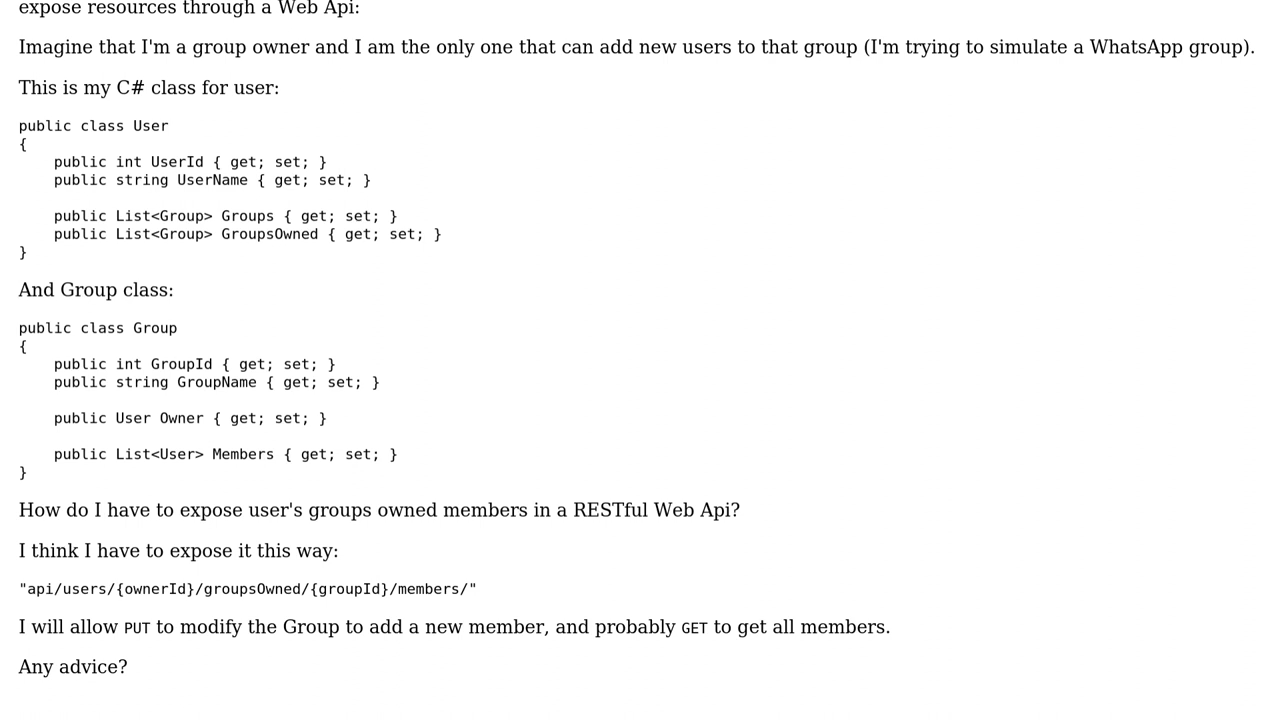 expose resources through a Web Api:
Imagine that I'm a group owner and I am the only one that can add new users to that group (I'm trying to simulate a WhatsApp group).
This is my C# class for user:
public class User
{
    public int UserId { get; set; }
    public string UserName { get; set; }
    public List<Group> Groups { get; set; }
    public List<Group> GroupsOwned { get; set; }
}
And Group class:
public class Group
{
    public int GroupId { get; set; }
    public string GroupName { get; set; }
    public User Owner { get; set; }
    public List<User> Members { get; set; }
}
How do I have to expose user's groups owned members in a RESTful Web Api?
I think I have to expose it this way:
"api/users/{ownerId}/groupsOwned/{groupId}/members/"
I will allow PUT to modify the Group to add a new member, and probably GET to get all members.
Any advice?